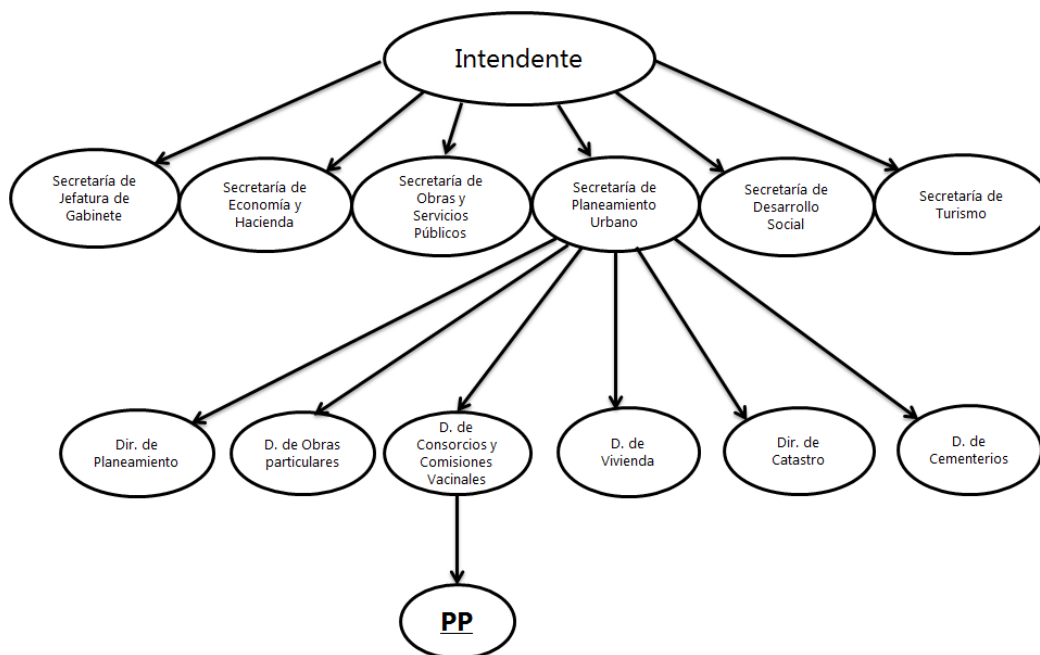 Intendente
Secretaría de
Jefatura de
Gabinete
Secretaría de
Economía y
Hacienda
Secretaría de
Obras y
Servicios
Públicos
Secretaría de
Planeamiento
Urbano
Secretaría de
Desarrollo
Social
Secretaría de
Turismo
Dir. de
Planeamiento
D. de Obras
particulares
D. de
Consorcios y
Comisiones
Vacinales
D. de
Vivienda
Dir. de
Catastro
D. de
Cementerios
PP